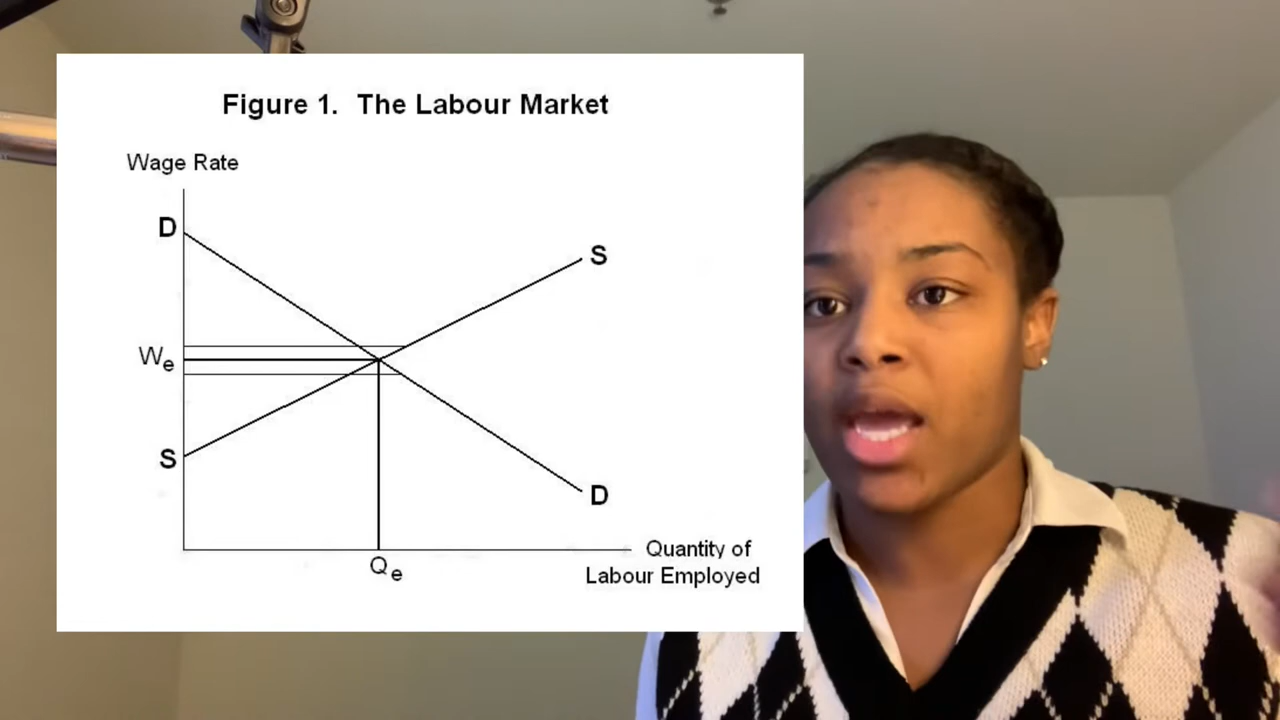 Figure 1. The Labour Market
Wage Rate
D
S
We
S
D
Quantity of
Labour Employed
Qe